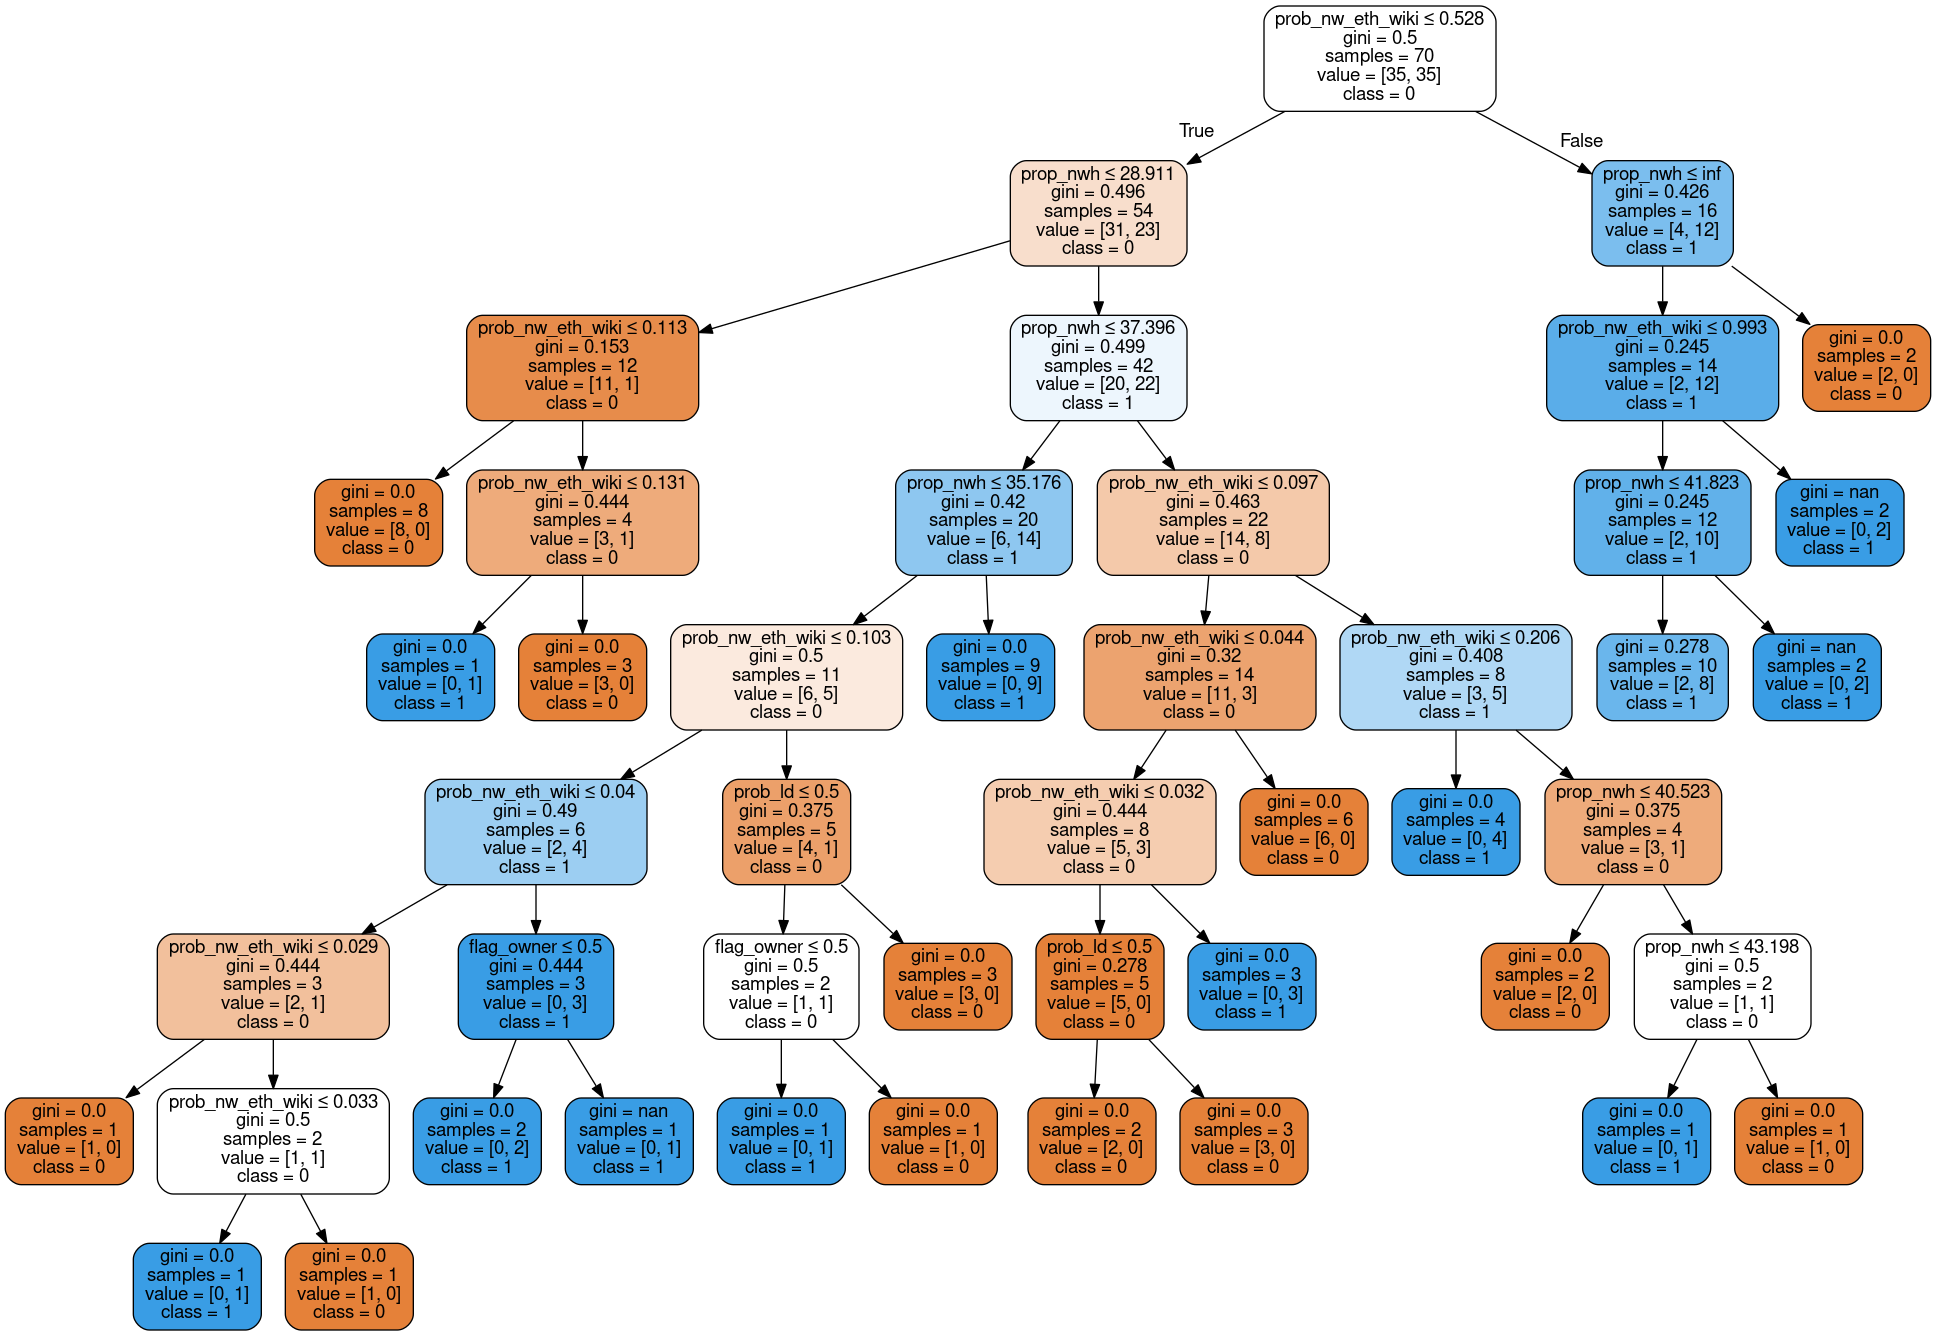 prob_nw_eth_wiki ≤ 0.528
gini = 0.5
samples = 70
value = [35, 35]
class = 0
True
False
prop_nwh ≤ 28.911
gini = 0.496
samples = 54
value = [31, 23]
class = 0
prop_nwh ≤ inf
gini = 0.426
samples = 16
value = [4, 12]
class = 1
prob_nw_eth_wiki ≤ 0.113
gini = 0.153
samples = 12
value = [11, 1]
class = 0
prop_nwh ≤ 37.396
gini = 0.499
samples = 42
value = [20, 22]
class = 1
prob_nw_eth_wiki ≤ 0.993
gini = 0.245
samples = 14
value = [2, 12]
class = 1
gini = 0.0
samples = 2
value = [2, 0]
class = 0
gini = 0.0
samples = 8
value = [8, 0]
class = 0
prob_nw_eth_wiki ≤ 0.131
gini = 0.444
samples = 4
value = [3, 1]
class = 0
prop_nwh ≤ 35.176
gini = 0.42
samples = 20
value = [6, 14]
class = 1
prob_nw_eth_wiki ≤ 0.097
gini = 0.463
samples = 22
value = [14, 8]
class = 0
prop_nwh ≤ 41.823
gini = 0.245
samples = 12
value = [2, 10]
class = 1
gini = nan
samples = 2
value = [0, 2]
class = 1
gini = 0.0
samples = 1
value = [0, 1]
class = 1
gini = 0.0
samples = 3
value = [3, 0]
class = 0
prob_nw_eth_wiki ≤ 0.103
gini = 0.5
samples = 11
value = [6, 5]
class = 0
gini = 0.0
samples = 9
value = [0, 9]
class = 1
prob_nw_eth_wiki ≤ 0.044
gini = 0.32
samples = 14
value = [11, 3]
class = 0
prob_nw_eth_wiki ≤ 0.206
gini = 0.408
samples = 8
value = [3, 5]
class = 1
gini = 0.278
samples = 10
value = [2, 8]
class = 1
gini = nan
samples = 2
value = [0, 2]
class = 1
prob_nw_eth_wiki ≤ 0.04
gini = 0.49
samples = 6
value = [2, 4]
class = 1
prob_ld ≤ 0.5
gini = 0.375
samples = 5
value = [4, 1]
class = 0
prob_nw_eth_wiki ≤ 0.032
gini = 0.444
samples = 8
value = [5, 3]
class = 0
gini = 0.0
samples = 6
value = [6, 0]
class = 0
gini = 0.0
samples = 4
value = [0, 4]
class = 1
prop_nwh ≤ 40.523
gini = 0.375
samples = 4
value = [3, 1]
class = 0
prob_nw_eth_wiki ≤ 0.029
gini = 0.444
samples = 3
value = [2, 1]
class = 0
flag_owner ≤ 0.5
gini = 0.444
samples = 3
value = [0, 3]
class = 1
flag_owner ≤ 0.5
gini = 0.5
samples = 2
value = [1, 1]
class = 0
gini = 0.0
samples = 3
value = [3, 0]
class = 0
prob_ld ≤ 0.5
gini = 0.278
samples = 5
value = [5, 0]
class = 0
gini = 0.0
samples = 3
value = [0, 3]
class = 1
gini = 0.0
samples = 2
value = [2, 0]
class = 0
prop_nwh ≤ 43.198
gini = 0.5
samples = 2
value = [1, 1]
class = 0
gini = 0.0
samples = 1
value = [1, 0]
class = 0
prob_nw_eth_wiki ≤ 0.033
gini = 0.5
samples = 2
value = [1, 1]
class = 0
gini = 0.0
samples = 2
value = [0, 2]
class = 1
gini = nan
samples = 1
value = [0, 1]
class = 1
gini = 0.0
samples = 1
value = [0, 1]
class = 1
gini = 0.0
samples = 1
value = [1, 0]
class = 0
gini = 0.0
samples = 2
value = [2, 0]
class = 0
gini = 0.0
samples = 3
value = [3, 0]
class = 0
gini = 0.0
samples = 1
value = [0, 1]
class = 1
gini = 0.0
samples = 1
value = [1, 0]
class = 0
gini = 0.0
samples = 1
value = [0, 1]
class = 1
gini = 0.0
samples = 1
value = [1, 0]
class = 0